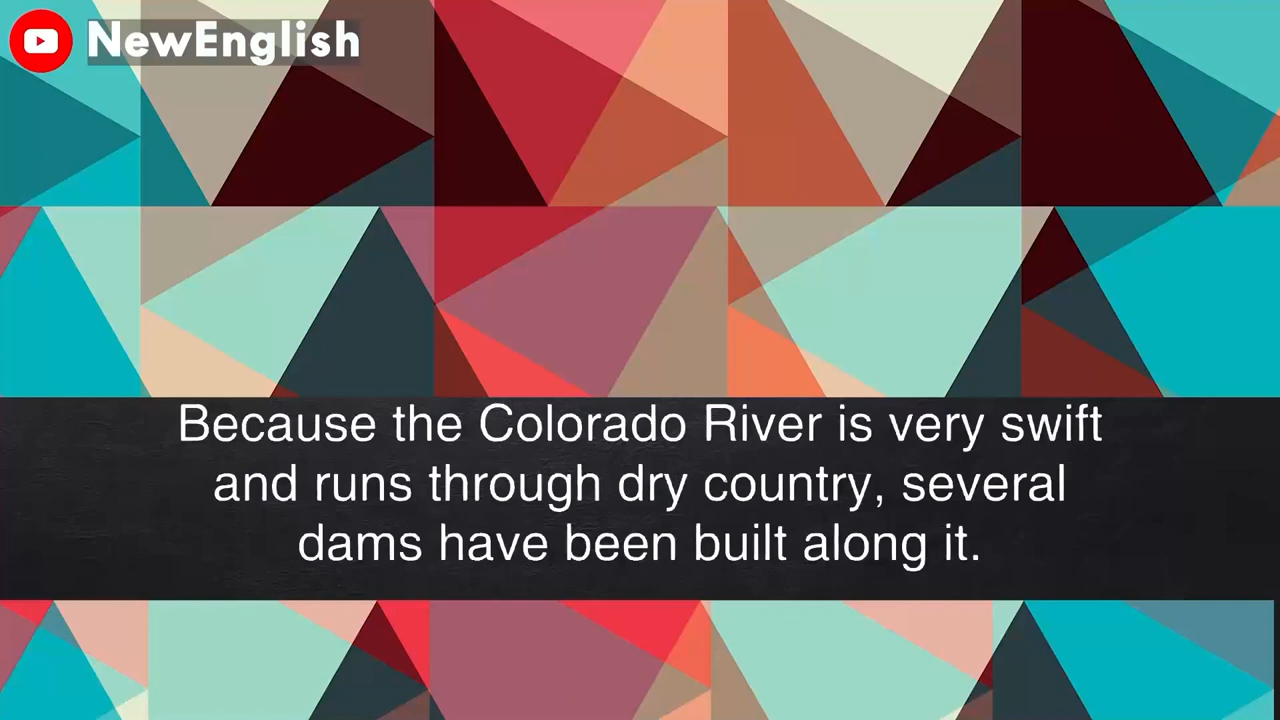 NewEnglish
Because the Colorado River is very swift
and runs through dry country, several
dams have been built along it.